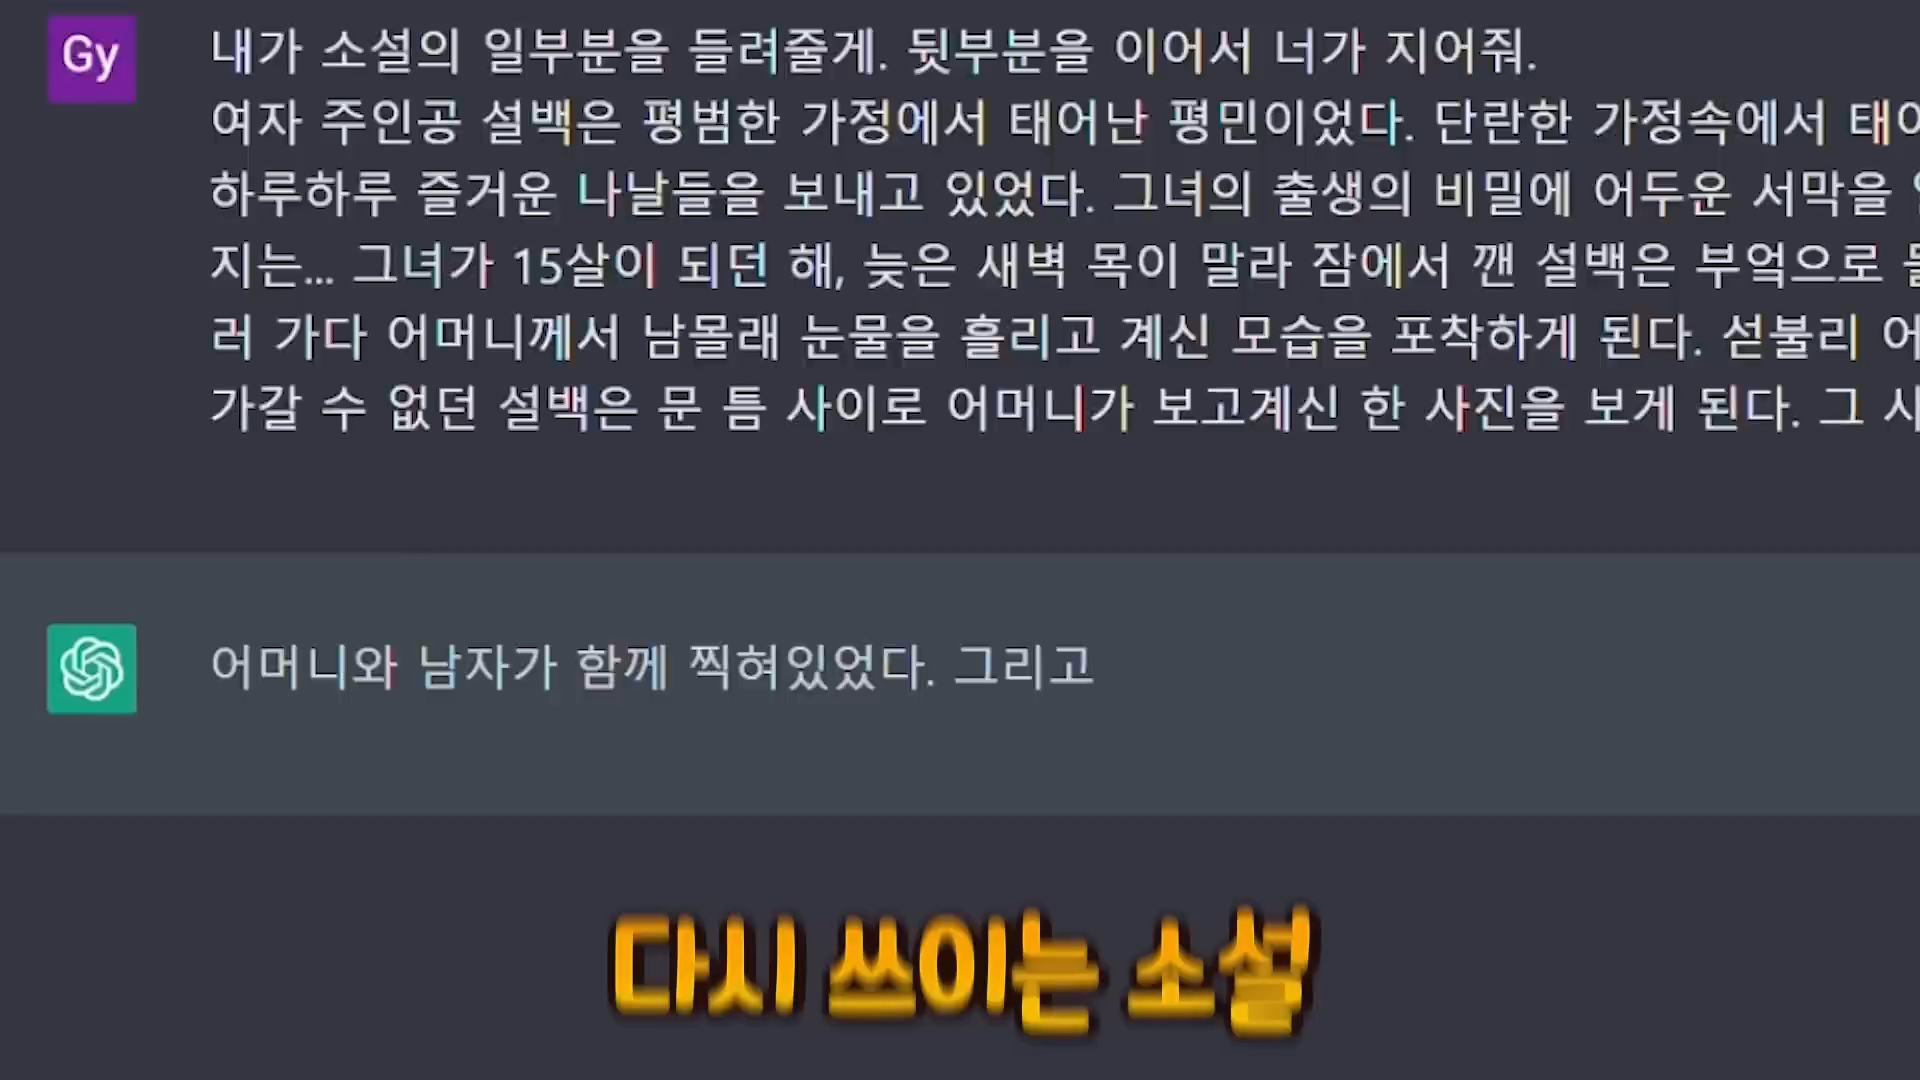 Gy
내가 소설의 일부분을 들려줄게. 뒷부분을 이어서 너가 지어줘.
여자 주인공 설백은 평범한 가정에서 태어난 평민이었다. 단란한 가정속에서
하루하루 즐거운 나날들을 보내고 있었다. 그녀의 출생의 비밀에 어두운 서막을
지는... 그녀가 15살이 되던 해, 늦은 새벽 목이 말라 잠에서 깬 설백은 부엌으로
러 가다 어머니께서 남몰래 눈물을 흘리고 계신 모습을 포착하게 된다. 섣불리
가갈 수 없던 설백은 문 틈 사이로 어머니가 보고계신 한 사진을 보게 된다. 그
어머니와 남자가 함께 찍혀있었다. 그리고
다시 쓰이는 소설